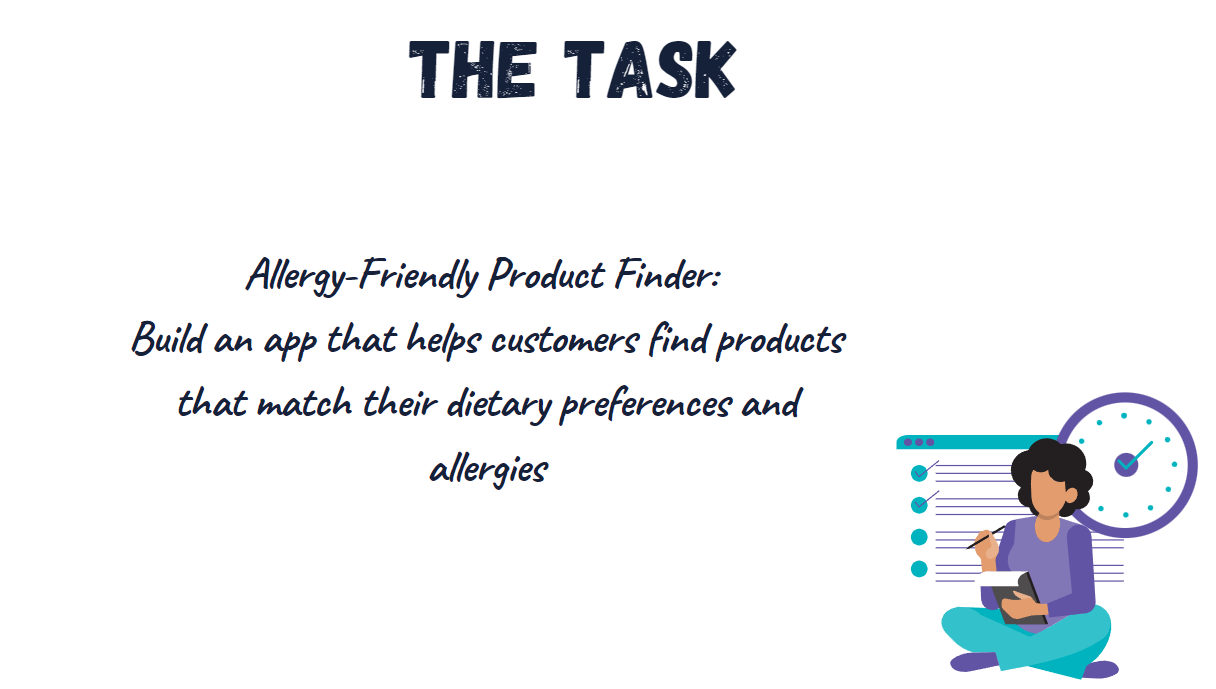 THE TASK
Allergy-Friendly Product Finder:
Build an app that helps customers find products
that match their dietary preferences and
allergies